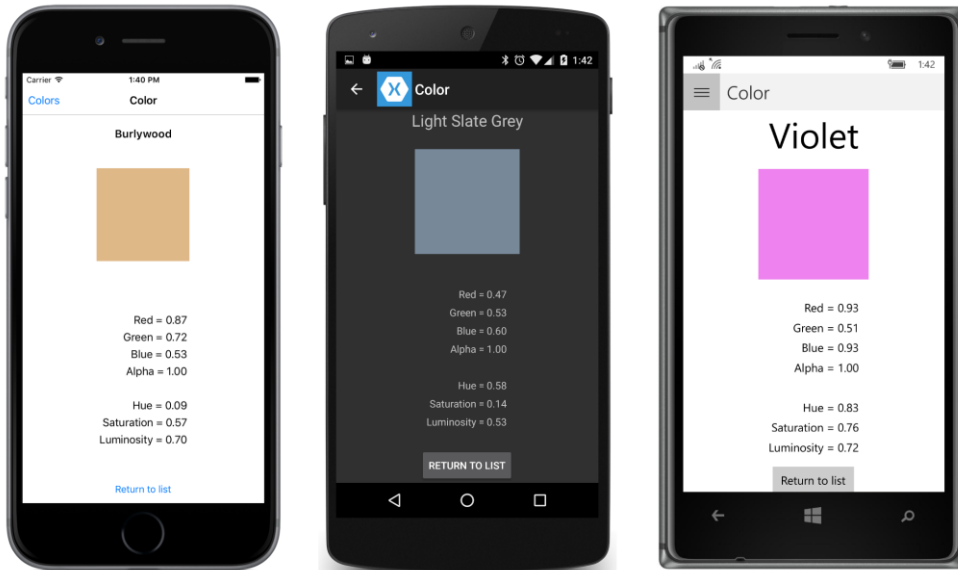 Carrier 1:40 PM
Colors Color
Burlywood
Red = 0.87
Green = 0.72
Blue = 0.53
Alpha = 1.00
Hue = 0.09
Saturation = 0.57
Luminosity = 0.70
Return to list
1:42
Color
Light Slate Grey
Red = 0.47
Green = 0.53
Blue = 0.60
Alpha = 1.00
Hue = 0.58
Saturation = 0.14
Luminosity = 0.53
RETURN TO LIST
1:42
Color
Violet
Red = 0.93
Green = 0.51
Blue = 0.93
Alpha = 1.00
Hue = 0.83
Saturation = 0.76
Luminosity = 0.72
Return to list